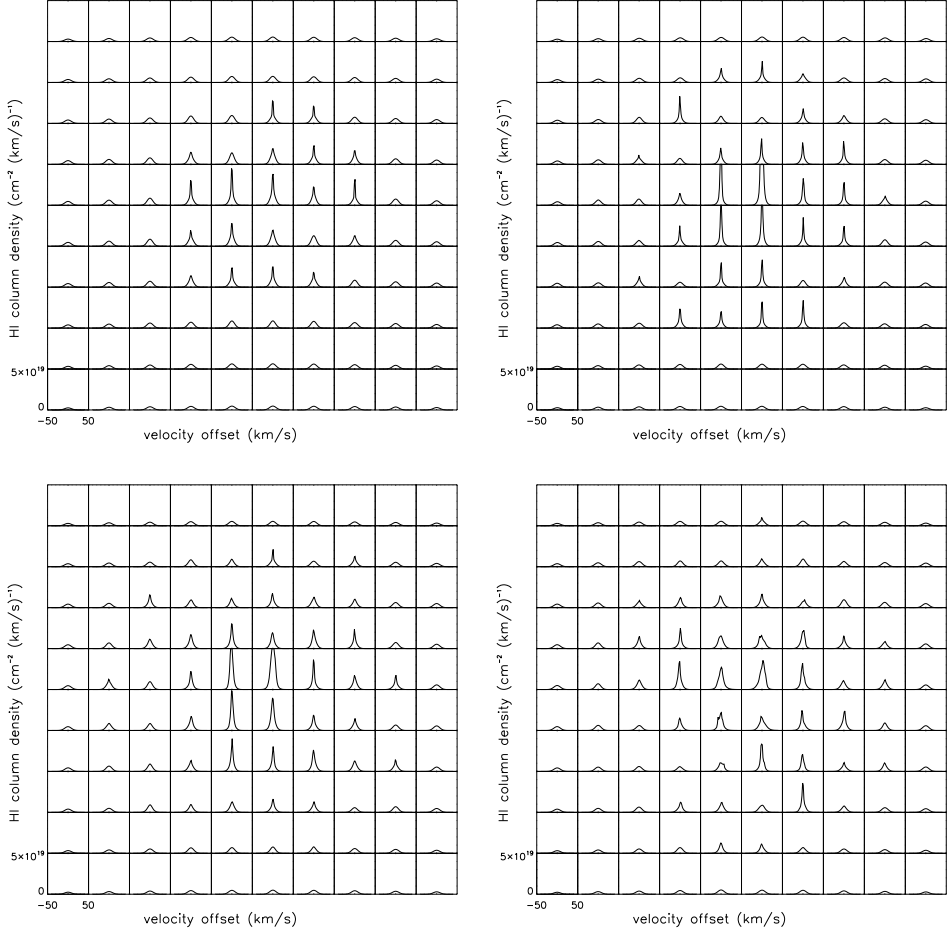 HI column density (cm⁻² (km/s)⁻¹)
5×10¹⁹
0
−50 50
velocity offset (km/s)
HI column density (cm⁻² (km/s)⁻¹)
5×10¹⁹
0
−50 50
velocity offset (km/s)
HI column density (cm⁻² (km/s)⁻¹)
5×10¹⁹
0
−50 50
velocity offset (km/s)
HI column density (cm⁻² (km/s)⁻¹)
5×10¹⁹
0
−50 50
velocity offset (km/s)